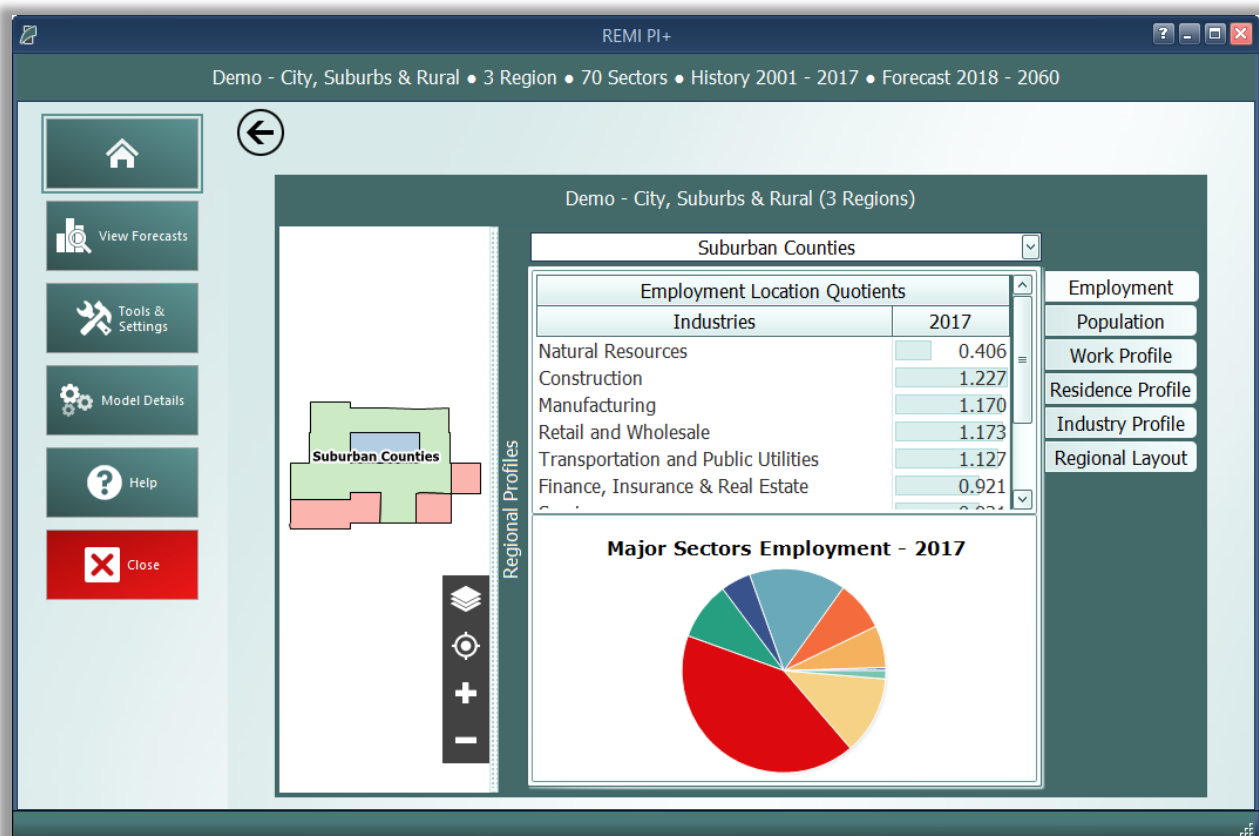 REMI PI+
Demo - City, Suburbs & Rural ● 3 Region ● 70 Sectors ● History 2001 - 2017 ● Forecast 2018 - 2060
View Forecasts
Tools &
Settings
Model Details
Help
Close
Demo - City, Suburbs & Rural (3 Regions)
Suburban Counties
Regional Profiles
Suburban Counties
Employment Location Quotients
Industries 2017
Natural Resources 0.406
Construction 1.227
Manufacturing 1.170
Retail and Wholesale 1.173
Transportation and Public Utilities 1.127
Finance, Insurance & Real Estate 0.921
Major Sectors Employment - 2017
Employment
Population
Work Profile
Residence Profile
Industry Profile
Regional Layout